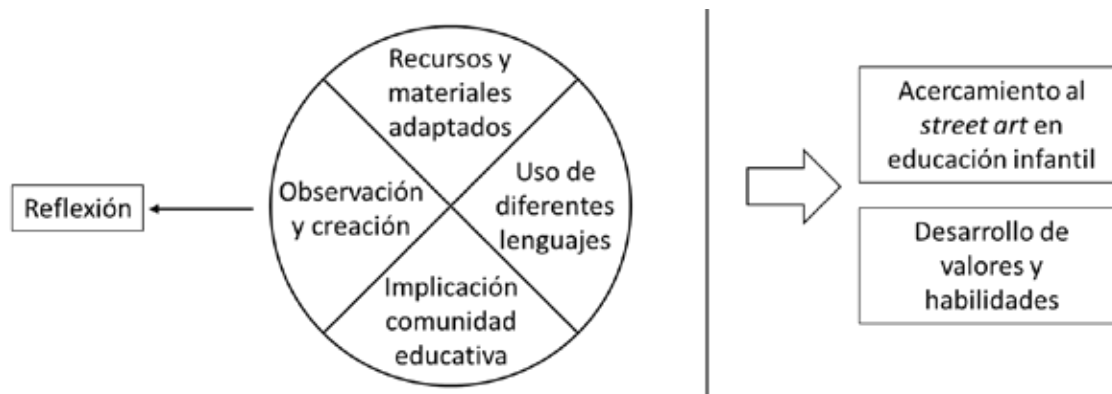 Reflexión
Recursos y
materiales
adaptados
Observación
y creación
Uso de
diferentes
lenguajes
Implicación
comunidad
educativa
Acercamiento al
street art en
educación infantil
Desarrollo de
valores y
habilidades